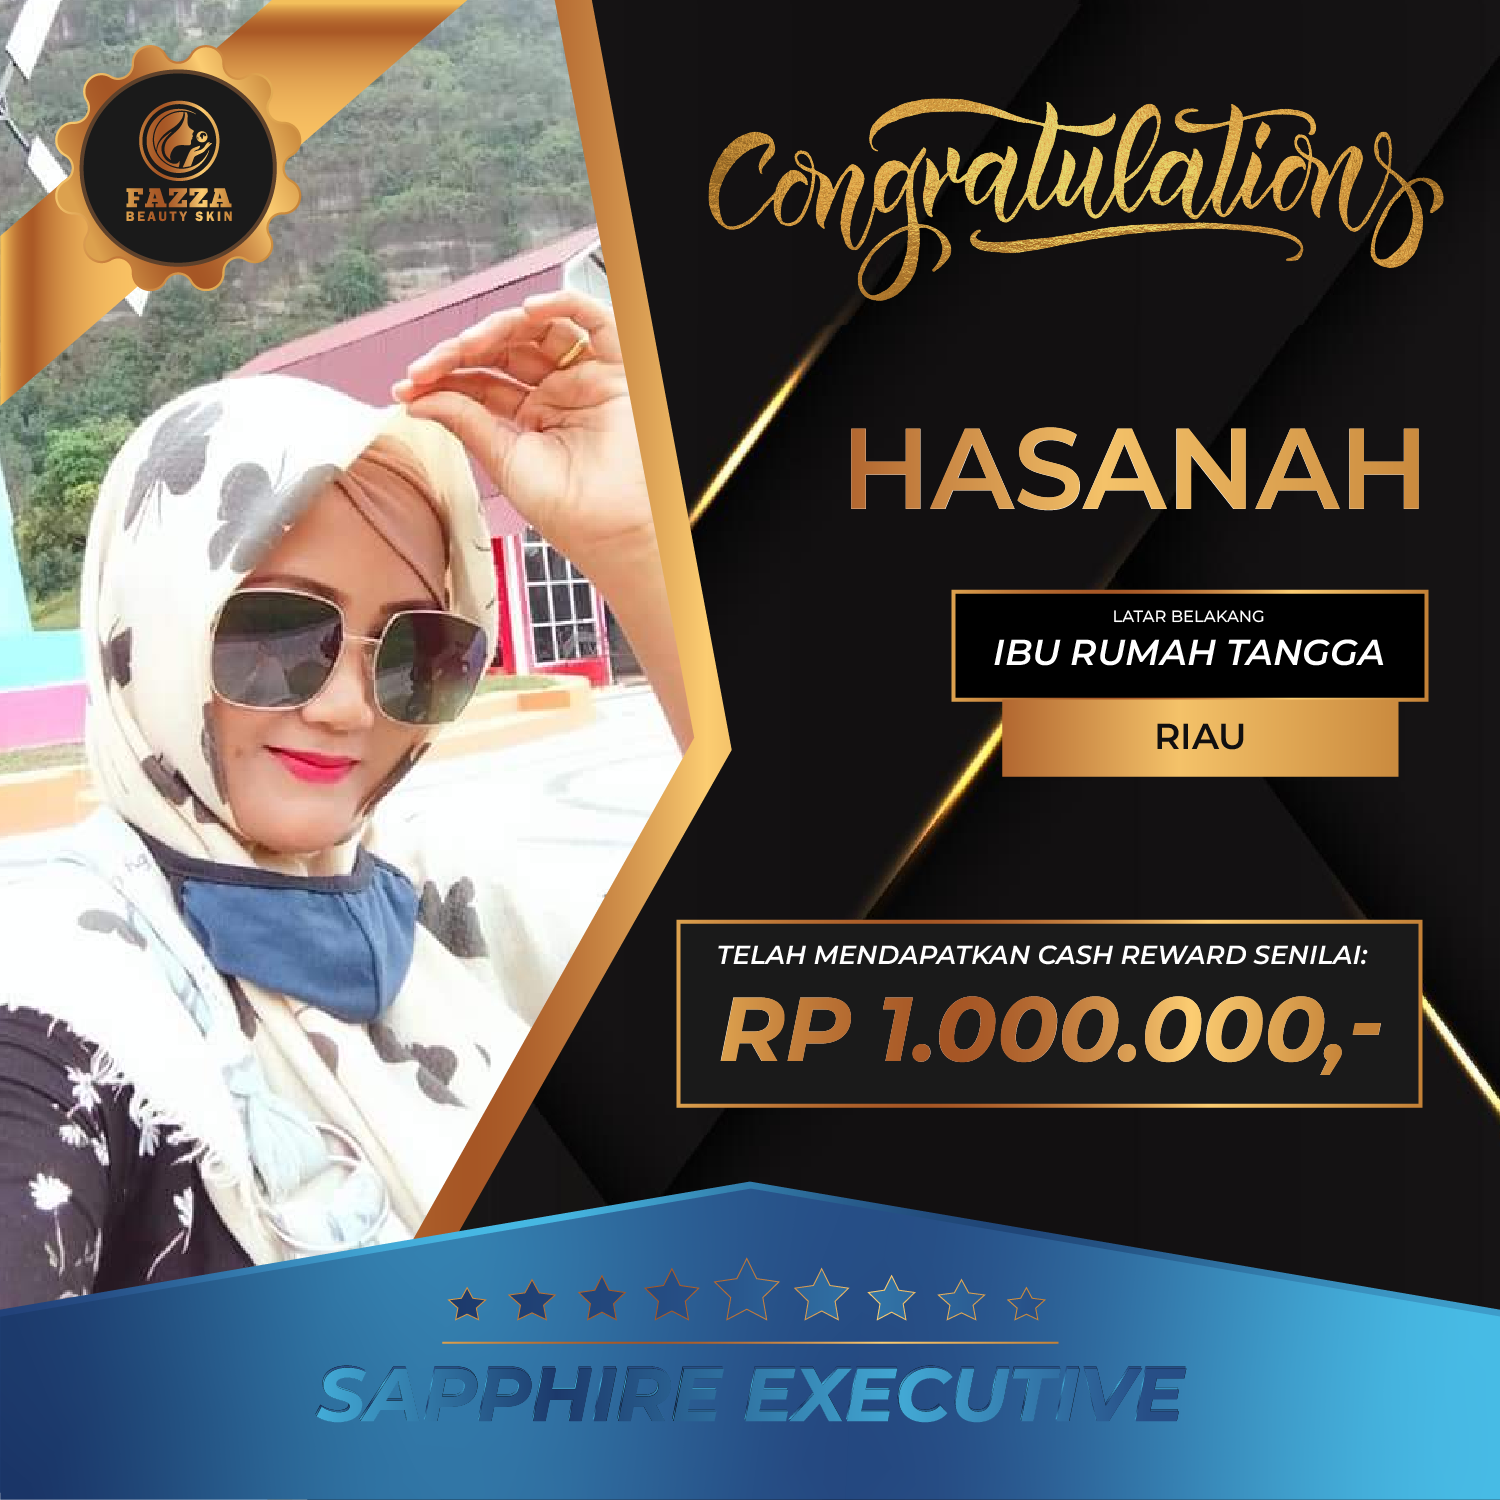 FAZZA
BEAUTY SKIN
Congratulations
HASANAH
LATAR BELAKANG
IBU RUMAH TANGGA
RIAU
TELAH MENDAPATKAN CASH REWARD SENILAI:
RP 1.000.000,-
SAPPHIRE EXECUTIVE